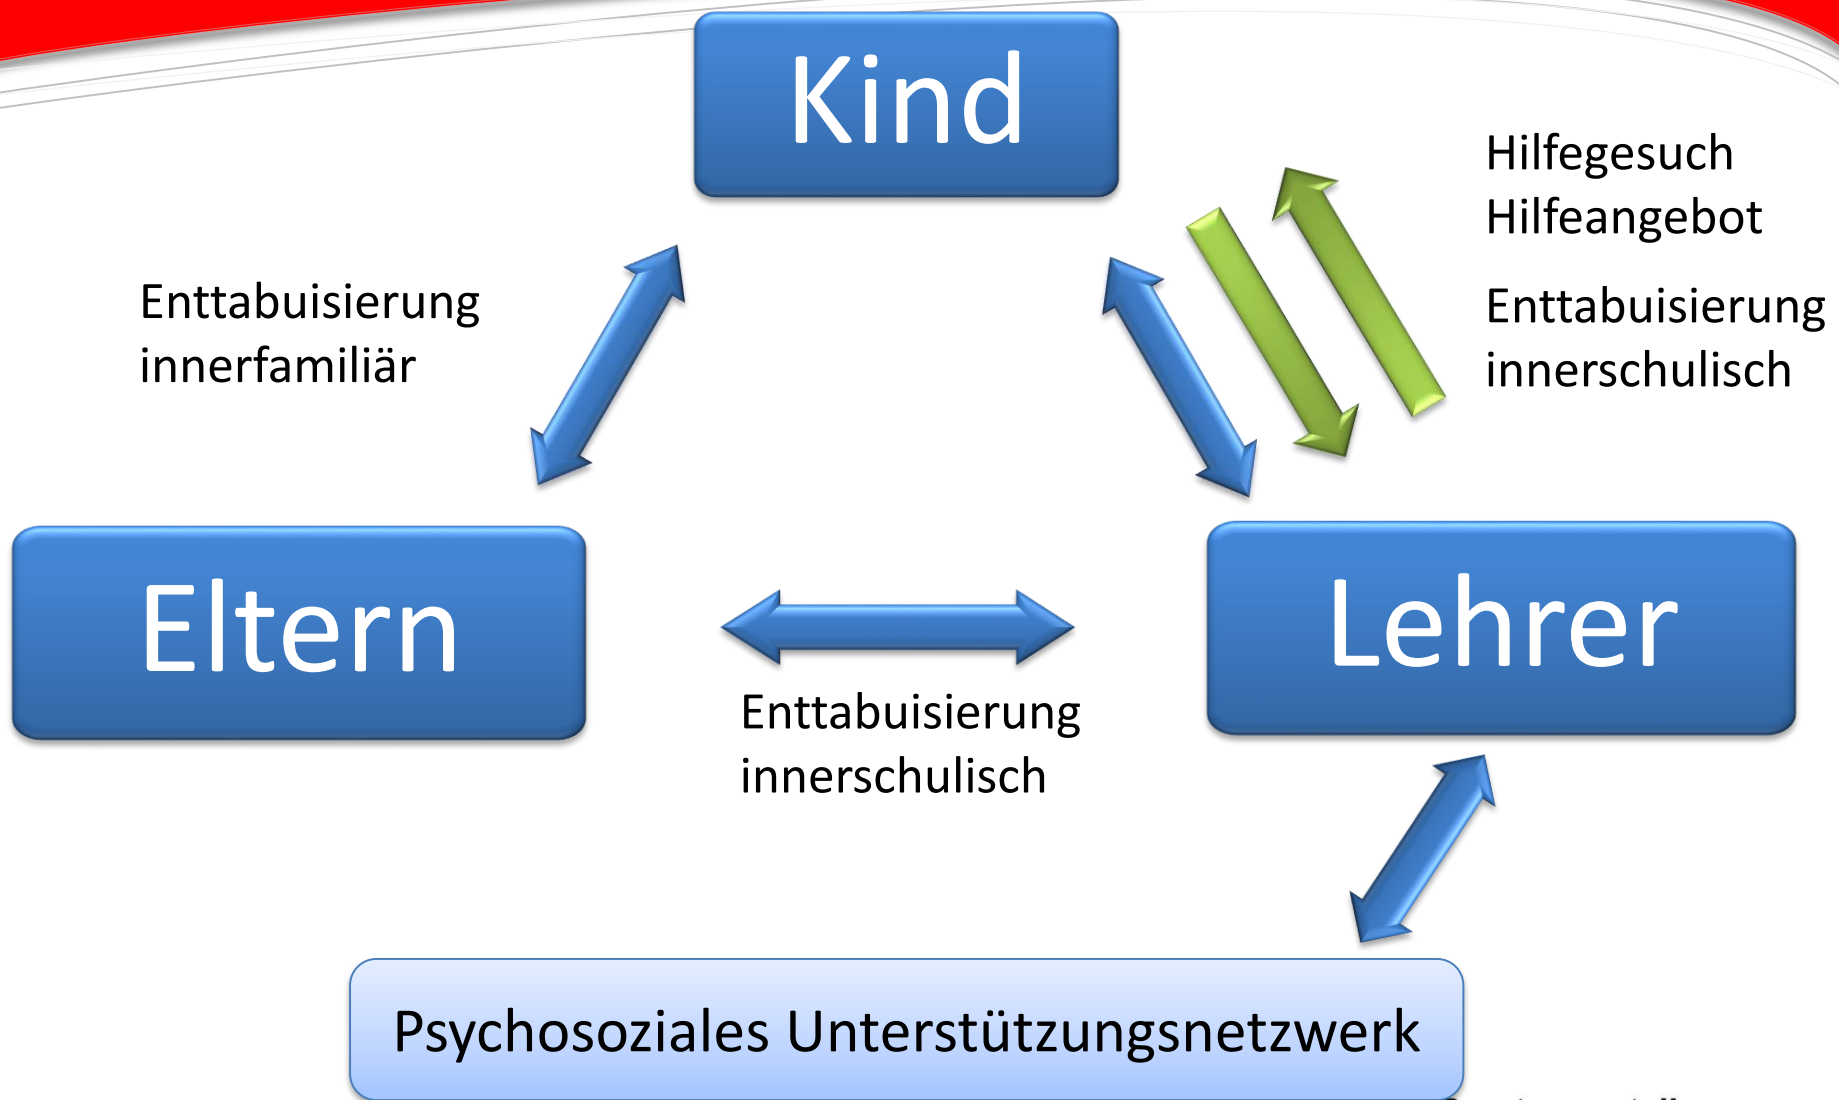 Kind
Hilfegesuch
Hilfeangebot
Enttabuisierung
innerschulisch
Enttabuisierung
innerfamiliär
Eltern
Lehrer
Enttabuisierung
innerschulisch
Psychosoziales Unterstützungsnetzwerk